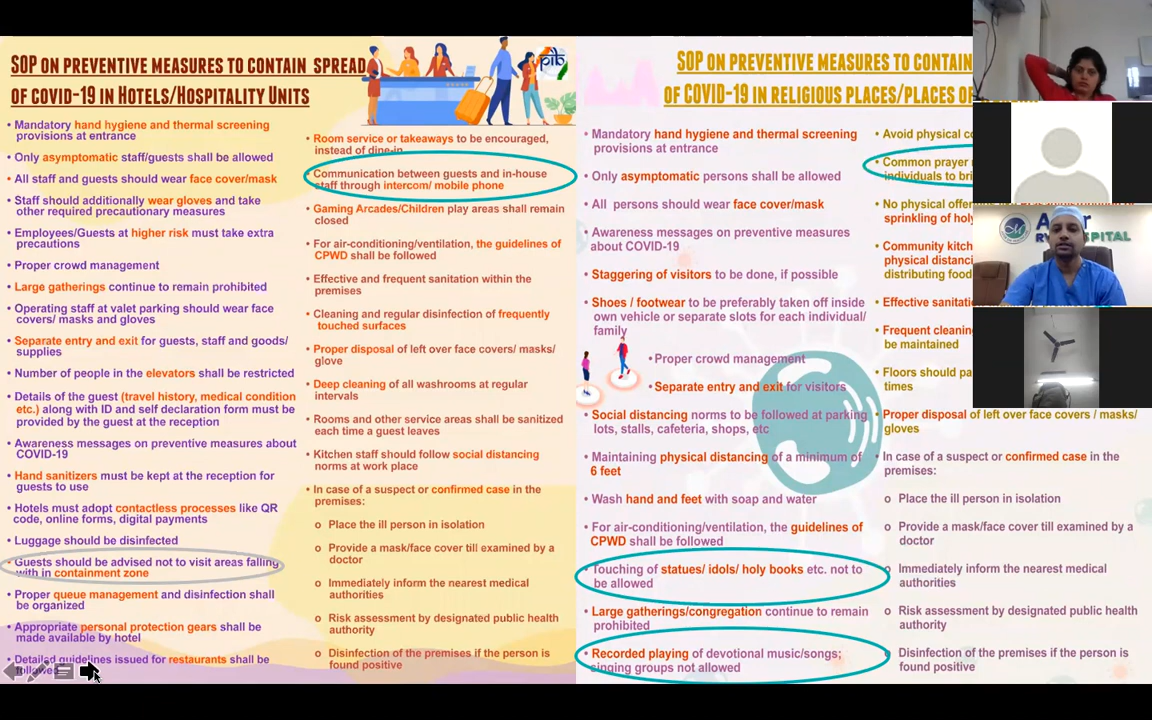 SOP on preventive measures to contain spread
of covid-19 in Hotels/Hospitality Units
pib
• Mandatory hand hygiene and thermal screening
provisions at entrance
• Only asymptomatic staff/guests shall be allowed
• All staff and guests should wear face cover/mask
• Staff should additionally wear gloves and take
other required precautionary measures
• Employees/Guests at higher risk must take extra
precautions
• Proper crowd management
• Large gatherings continue to remain prohibited
• Operating staff at valet parking should wear face
covers/ masks and gloves
• Separate entry and exit for guests, staff and goods/
supplies
• Number of people in the elevators shall be restricted
• Details of the guest (travel history, medical condition
etc.) along with ID and self declaration form must be
provided by the guest at the reception
• Awareness messages on preventive measures about
COVID-19
• Hand sanitizers must be kept at the reception for
guests to use
• Hotels must adopt contactless processes like QR
code, online forms, digital payments
• Luggage should be disinfected
• Guests should be advised not to visit areas falling
with in containment zone
• Proper queue management and disinfection shall
be organized
• Appropriate personal protection gears shall be
made available by hotel
• Detailed guidelines issued for restaurants shall be
followed
• Room service or takeaways to be encouraged,
instead of dine-in
• Communication between guests and in-house
staff through intercom/ mobile phone
• Gaming Arcades/Children play areas shall remain
closed
• For air-conditioning/ventilation, the guidelines of
CPWD shall be followed
• Effective and frequent sanitation within the
premises
• Cleaning and regular disinfection of frequently
touched surfaces
• Proper disposal of left over face covers/ masks/
glove
• Deep cleaning of all washrooms at regular
intervals
• Rooms and other service areas shall be sanitized
each time a guest leaves
• Kitchen staff should follow social distancing
norms at work place
• In case of a suspect or confirmed case in the
premises:
o Place the ill person in isolation
o Provide a mask/face cover till examined by a
doctor
o Immediately inform the nearest medical
authorities
o Risk assessment by designated public health
authority
o Disinfection of the premises if the person is
found positive
SOP on preventive measures to contain
of COVID-19 in religious places/places of
• Mandatory hand hygiene and thermal screening
provisions at entrance
• Only asymptomatic persons shall be allowed
• All persons should wear face cover/mask
• Awareness messages on preventive measures
about COVID-19
• Staggering of visitors to be done, if possible
• Shoes / footwear to be preferably taken off inside
own vehicle or separate slots for each individual/
family
• Proper crowd management
• Separate entry and exit for visitors
• Social distancing norms to be followed at parking
lots, stalls, cafeteria, shops, etc
• Maintaining physical distancing of a minimum of
6 feet
• Wash hand and feet with soap and water
• For air-conditioning/ventilation, the guidelines of
CPWD shall be followed
• Touching of statues/ idols/ holy books etc. not to
be allowed
• Large gatherings/congregation continue to remain
prohibited
• Recorded playing of devotional music/songs;
singing groups not allowed
• Avoid physical
• Common prayer
individuals to
• No physical
sprinkling of holy
• Community
physical
distributing food
• Effective
• Frequent
be maintained
• Floors should
times
• Proper disposal of left over face covers / masks/
gloves
• In case of a suspect or confirmed case in the
premises:
o Place the ill person in isolation
o Provide a mask/face cover till examined by a
doctor
o Immediately inform the nearest medical
authorities
o Risk assessment by designated public health
authority
o Disinfection of the premises if the person is
found positive